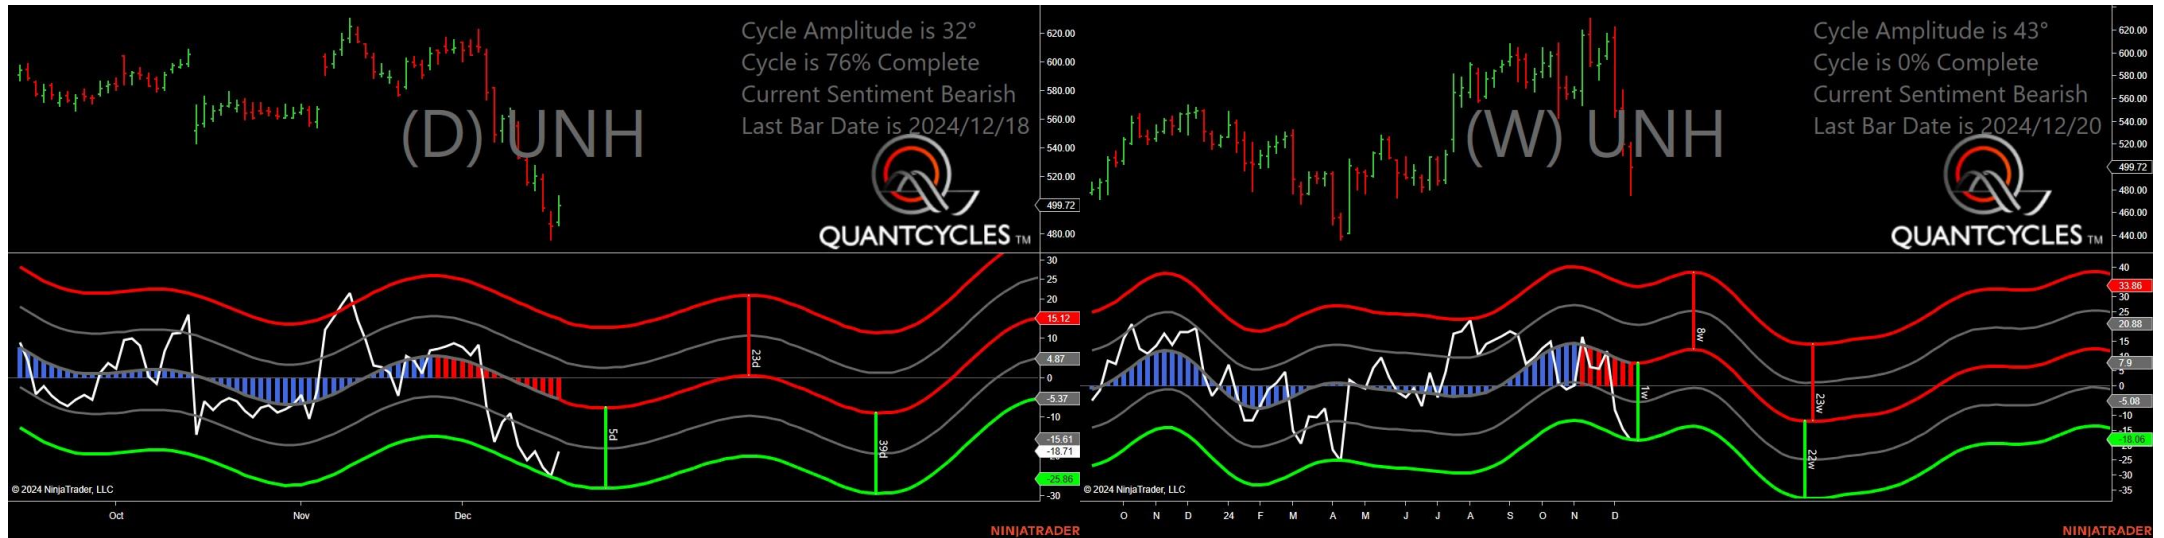 Cycle Amplitude is 32°
Cycle is 76% Complete
Current Sentiment Bearish
Last Bar Date is 2024/12/18
(D) UNH
QUANTCYCLES TM
620.00
600.00
580.00
560.00
540.00
520.00
499.72
480.00
30
25
20
15.12
10
4.87
0
-5.37
-10
-15.61
-18.71
-25.86
-30
5d
23d
39d
© 2024 NinjaTrader, LLC
Oct Nov Dec
NINJATRADER
Cycle Amplitude is 43°
Cycle is 0% Complete
Current Sentiment Bearish
Last Bar Date is 2024/12/20
(W) UNH
QUANTCYCLES TM
620.00
600.00
580.00
560.00
540.00
520.00
499.72
480.00
460.00
440.00
40
33.86
30
20.88
15
7.9
5
0
-5.08
-10
-15
-18.06
-25
-30
-35
1w
8w
23w
22w
© 2024 NinjaTrader, LLC
O N D 24 F M A M J J A S O N D
NINJATRADER